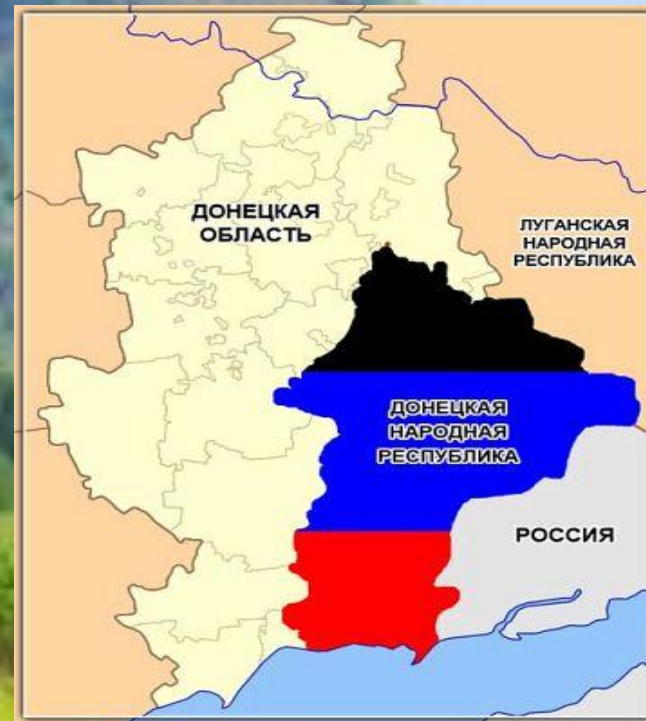 ДОНЕЦКАЯ
ОБЛАСТЬ
ЛУГАНСКАЯ
НАРОДНАЯ
РЕСПУБЛИКА
ДОНЕЦКАЯ
НАРОДНАЯ
РЕСПУБЛИКА
РОССИЯ